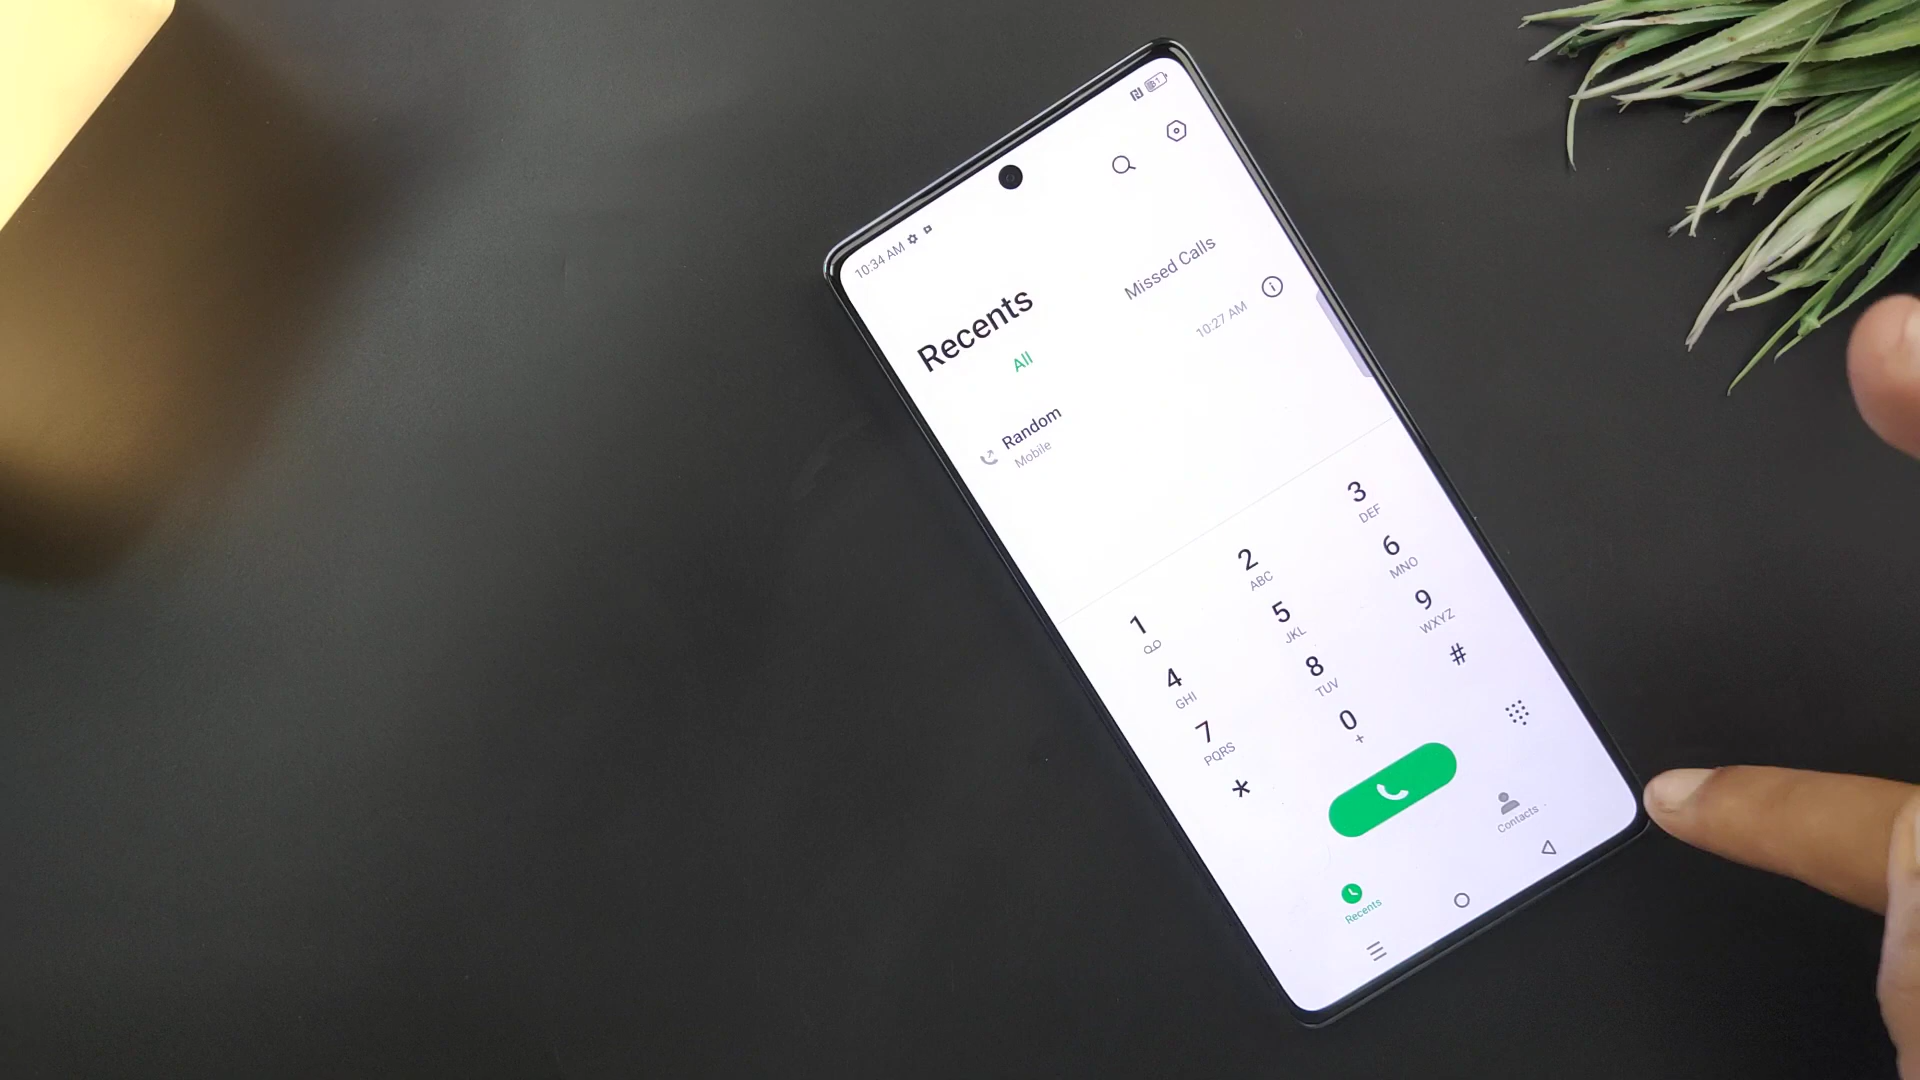 10:34 AM
Recents
All
Missed Calls
Random
Mobile
10:27 AM
1
2
ABC
3
DEF
4
GHI
5
JKL
6
MNO
7
PQRS
8
TUV
9
WXYZ
*
0
+
#
Recents
Contacts